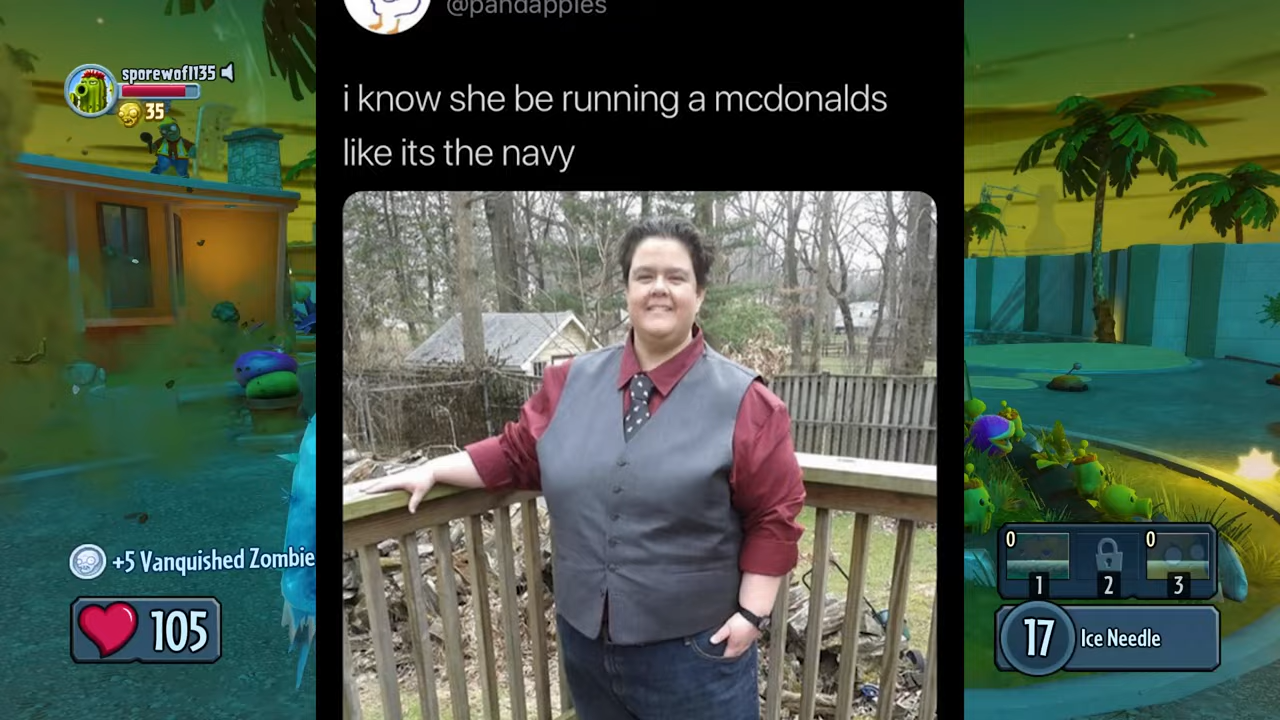 @pandapples
i know she be running a mcdonalds
like its the navy
sporewof1135
35
+5 Vanquished Zombie
105
0
0
1
2
3
17
Ice Needle